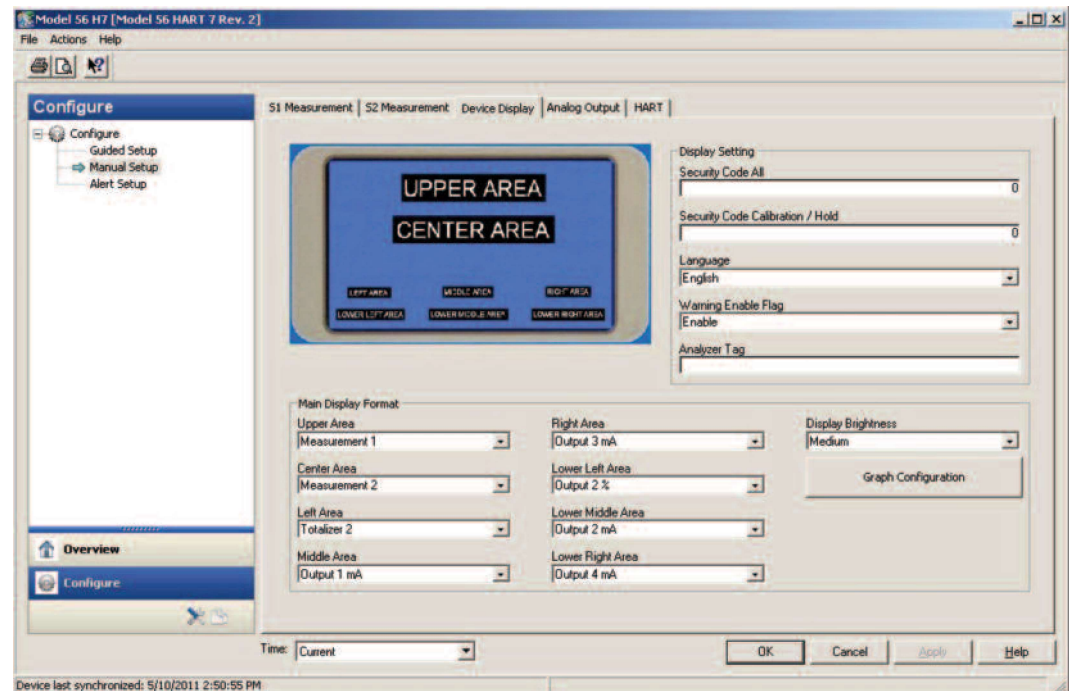 Model 56 H7 [Model 56 HART 7 Rev. 2]
File Actions Help
Configure
Configure
Guided Setup
Manual Setup
Alert Setup
Overview
Configure
S1 Measurement S2 Measurement Device Display Analog Output HART
UPPER AREA
CENTER AREA
LEFT AREA MIDDLE AREA RIGHT AREA
LOWER LEFT AREA LOWER MIDDLE AREA LOWER RIGHT AREA
Display Setting
Security Code All
0
Security Code Calibration / Hold
0
Language
English
Warning Enable Flag
Enable
Analyzer Tag
Main Display Format
Upper Area
Measurement 1
Center Area
Measurement 2
Left Area
Totalizer 2
Middle Area
Output 1 mA
Right Area
Output 3 mA
Lower Left Area
Output 2 %
Lower Middle Area
Output 2 mA
Lower Right Area
Output 4 mA
Display Brightness
Medium
Graph Configuration
Time: Current
OK Cancel Apply Help
Device last synchronized: 5/10/2011 2:50:55 PM